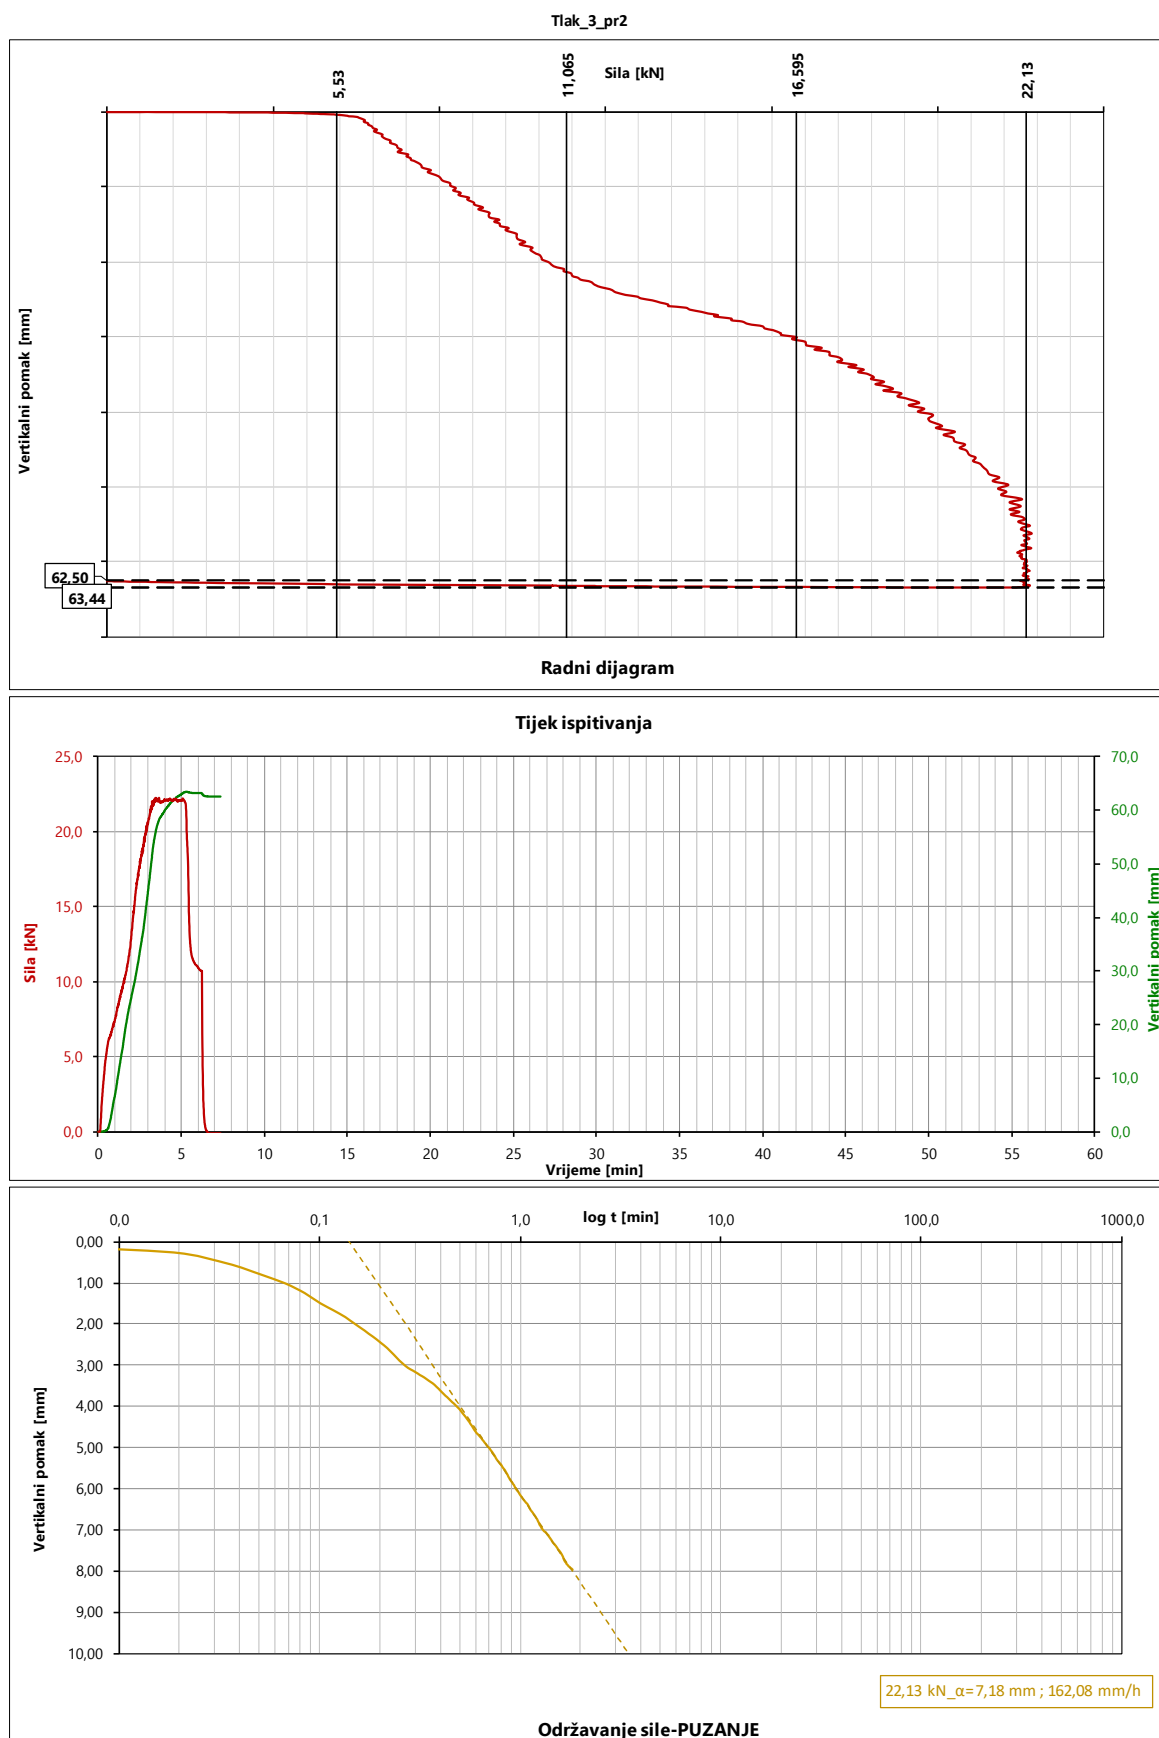 Tlak_3_pr2
Sila [kN]
5,53
11,065
16,595
22,13
Vertikalni pomak [mm]
62,50
63,44
Radni dijagram
Tijek ispitivanja
25,0
20,0
15,0
10,0
5,0
0,0
Sila [kN]
70,0
60,0
50,0
40,0
30,0
20,0
10,0
0,0
Vertikalni pomak [mm]
0 5 10 15 20 25 30 35 40 45 50 55 60
Vrijeme [min]
log t [min]
0,0 0,1 1,0 10,0 100,0 1000,0
0,00
1,00
2,00
3,00
4,00
5,00
6,00
7,00
8,00
9,00
10,00
Vertikalni pomak [mm]
22,13 kN_α=7,18 mm ; 162,08 mm/h
Održavanje sile-PUZANJE